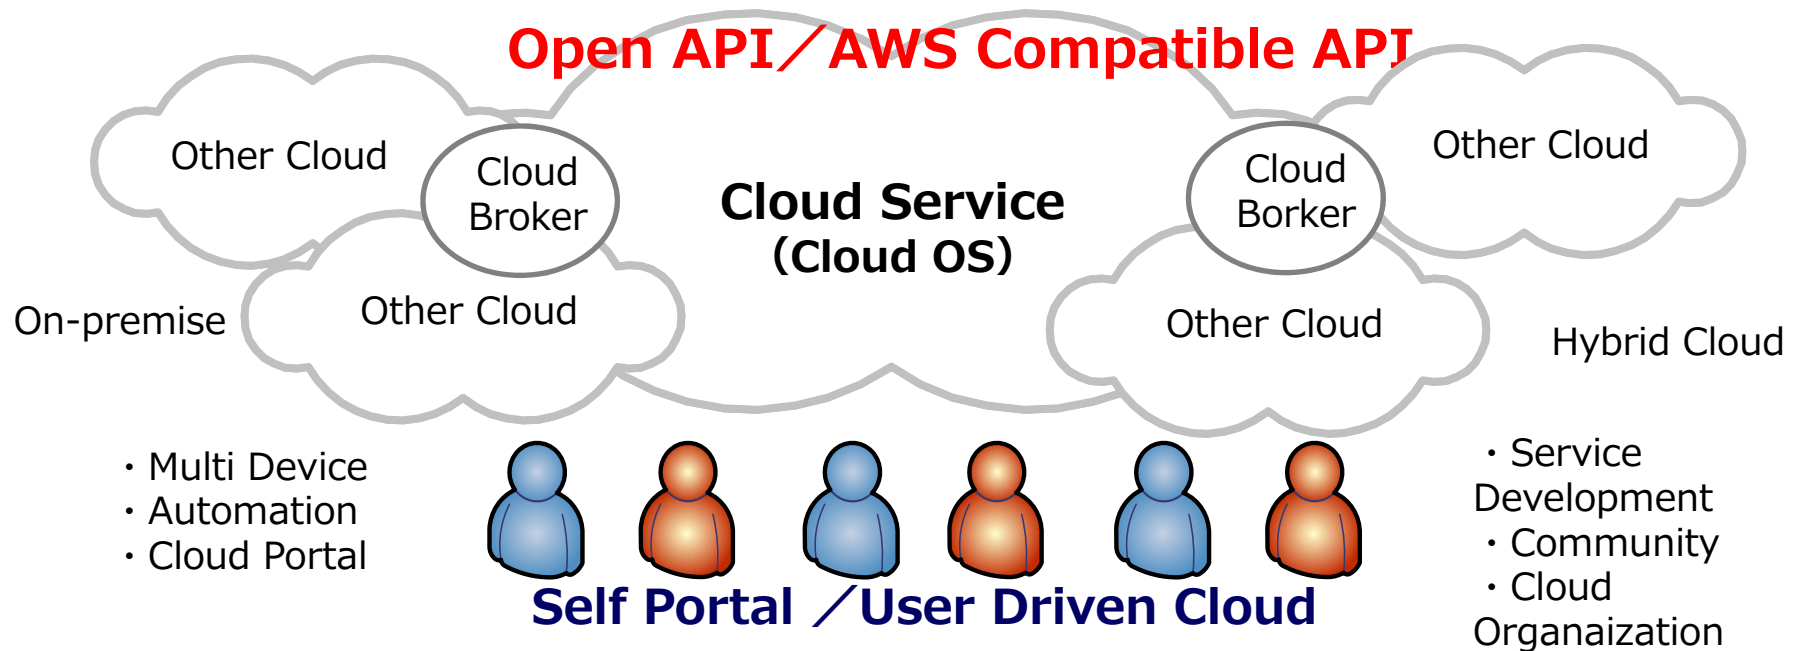 Open API／AWS Compatible API
Other Cloud
Cloud
Broker
Cloud Service
（Cloud OS）
Cloud
Borker
Other Cloud
On-premise
Other Cloud
Other Cloud
Hybrid Cloud
・Multi Device
・Automation
・Cloud Portal
・Service
Development
・Community
・Cloud
Organaization
Self Portal ／User Driven Cloud